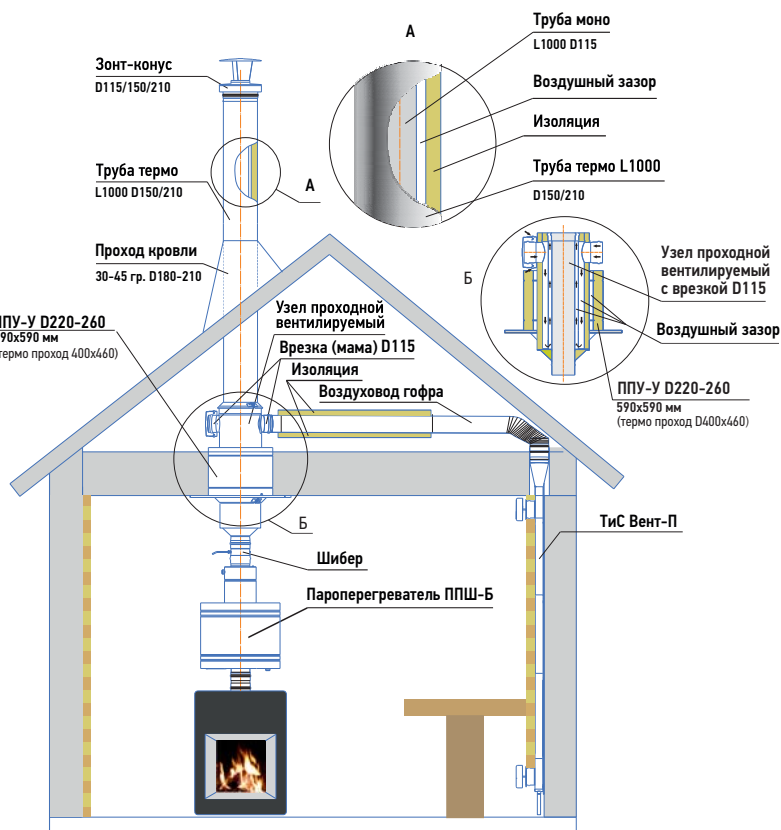 А
Труба моно
L1000 D115
Воздушный зазор
Изоляция
Труба термо L1000
D150/210
Зонт-конус
D115/150/210
Труба термо
L1000 D150/210
А
Проход кровли
30-45 гр. D180-210
Б
Узел проходной
вентилируемый
с врезкой D115
Воздушный зазор
ППУ-У D220-260
590х590 мм
(термо проход D400х460)
ПУ-У D220-260
90х590 мм
термо проход 400х460)
Узел проходной
вентилируемый
Врезка (мама) D115
Изоляция
Воздуховод гофра
Б
ТиС Вент-П
Шибер
Пароперегреватель ППШ-Б